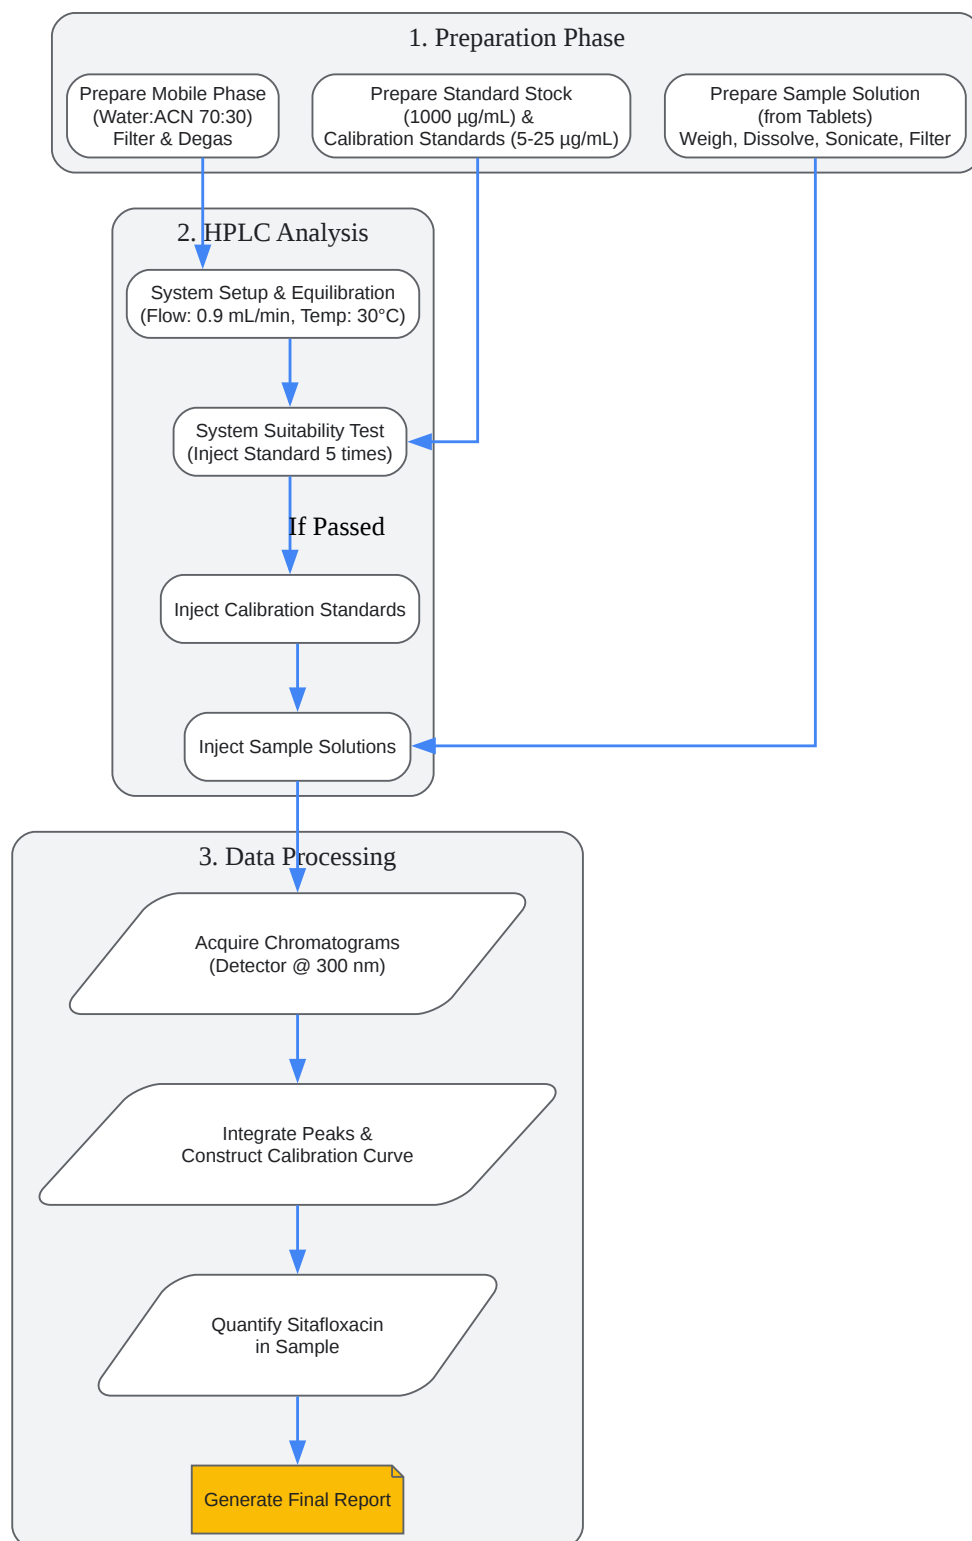 1. Preparation Phase
Prepare Mobile Phase
(Water:ACN 70:30)
Filter & Degas
Prepare Standard Stock
(1000 µg/mL) &
Calibration Standards (5-25 µg/mL)
Prepare Sample Solution
(from Tablets)
Weigh, Dissolve, Sonicate, Filter
2. HPLC Analysis
System Setup & Equilibration
(Flow: 0.9 mL/min, Temp: 30°C)
System Suitability Test
(Inject Standard 5 times)
If Passed
Inject Calibration Standards
Inject Sample Solutions
3. Data Processing
Acquire Chromatograms
(Detector @ 300 nm)
Integrate Peaks &
Construct Calibration Curve
Quantify Sitafloxacin
in Sample
Generate Final Report